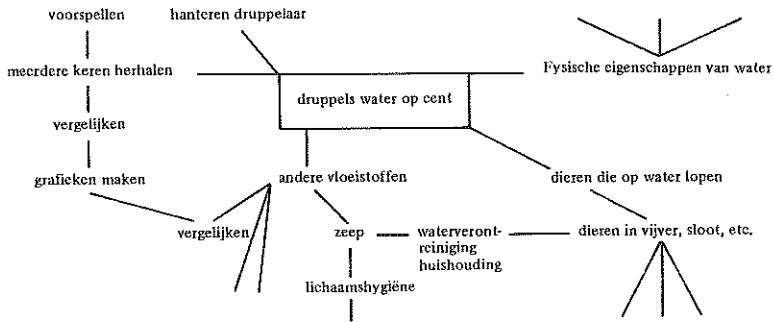 voorspellen
hanteren druppelaar
meerdere keren herhalen
Fysische eigenschappen van water
druppels water op cent
vergelijken
grafieken maken
andere vloeistoffen
dieren die op water lopen
vergelijken
zeep
waterveront-
reiniging
huishouding
dieren in vijver, sloot, etc.
lichaamshygiëne